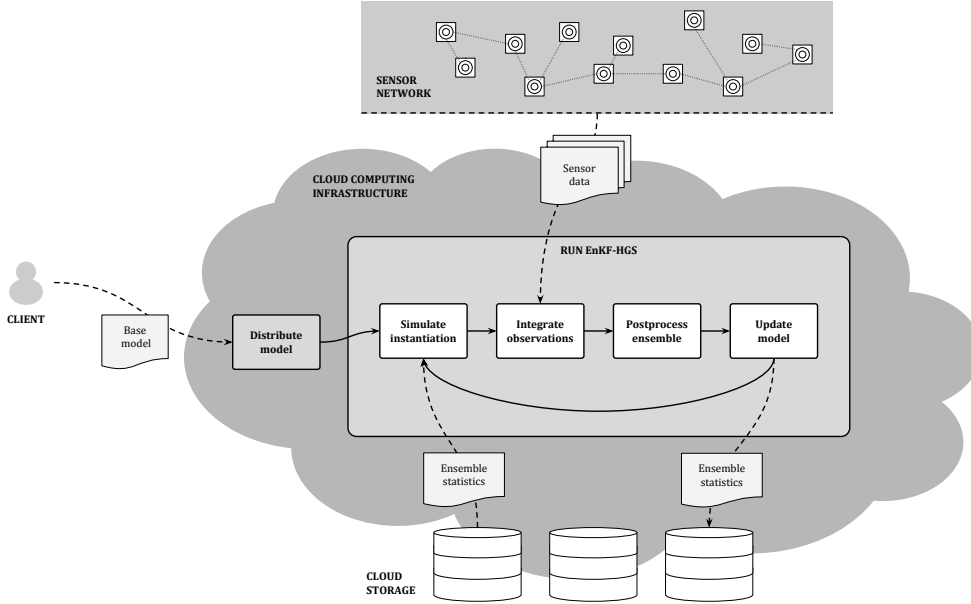 SENSOR
NETWORK
Sensor
data
CLOUD COMPUTING
INFRASTRUCTURE
RUN EnKF-HGS
CLIENT
Base
model
Distribute
model
Simulate
instantiation
Integrate
observations
Postprocess
ensemble
Update
model
Ensemble
statistics
Ensemble
statistics
CLOUD
STORAGE